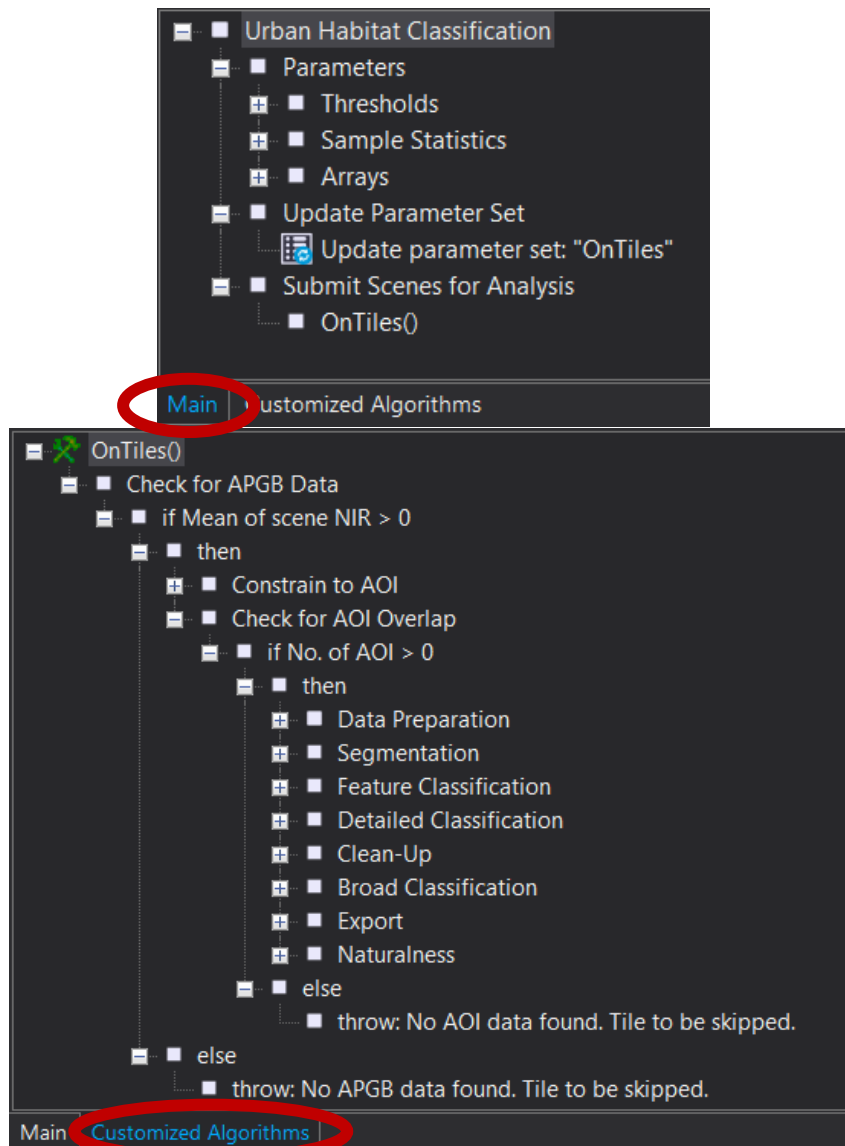 Urban Habitat Classification
Parameters
Thresholds
Sample Statistics
Arrays
Update Parameter Set
Update parameter set: "OnTiles"
Submit Scenes for Analysis
OnTiles()
Main Customized Algorithms
OnTiles()
Check for APGB Data
if Mean of scene NIR > 0
then
Constrain to AOI
Check for AOI Overlap
if No. of AOI > 0
then
Data Preparation
Segmentation
Feature Classification
Detailed Classification
Clean-Up
Broad Classification
Export
Naturalness
else
throw: No AOI data found. Tile to be skipped.
else
throw: No APGB data found. Tile to be skipped.
Main Customized Algorithms